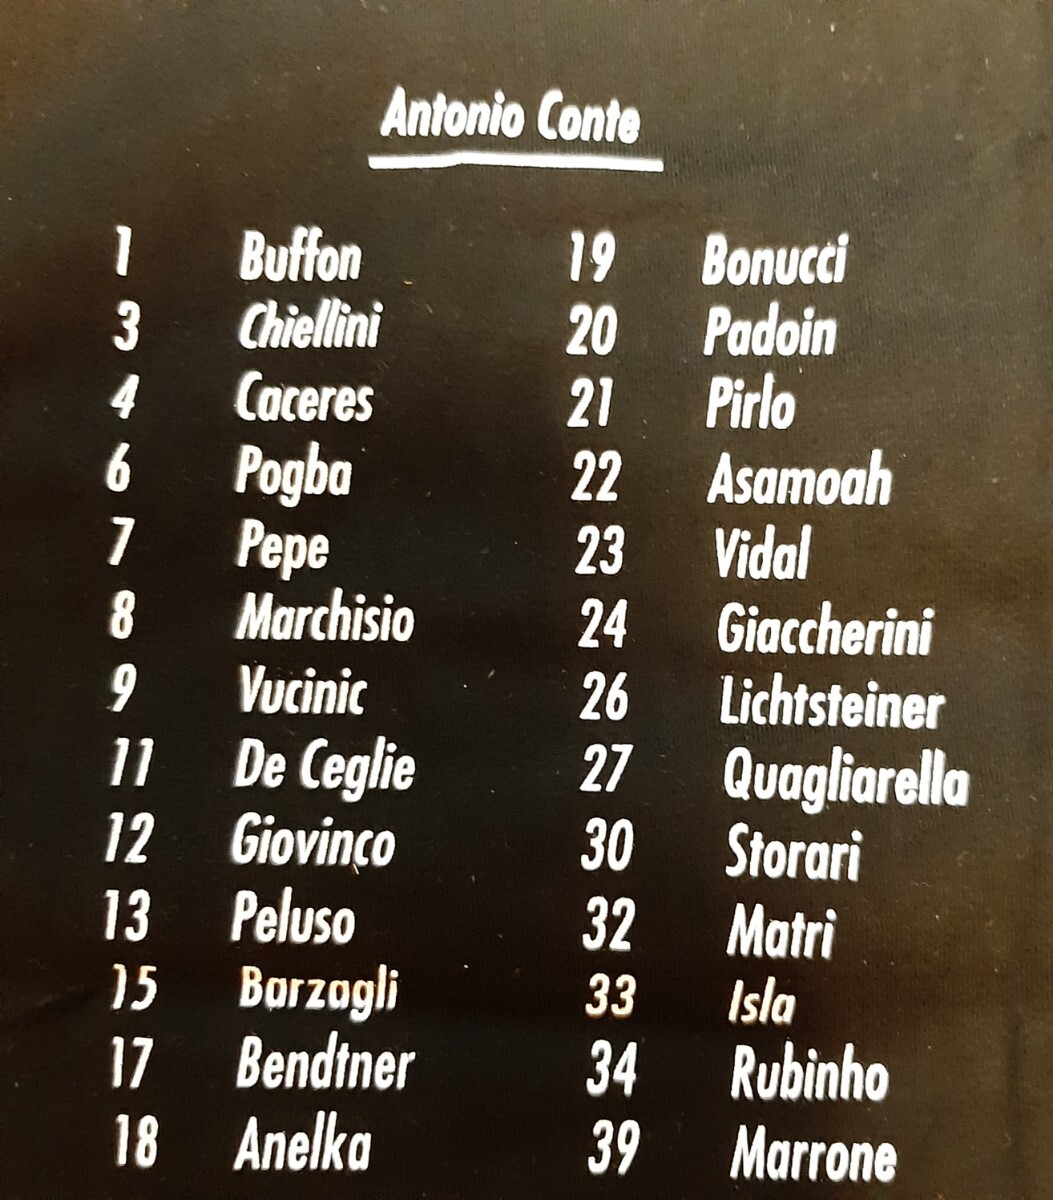 Antonio Conte
1 Buffon
3 Chiellini
4 Caceres
6 Pogba
7 Pepe
8 Marchisio
9 Vucinic
11 De Ceglie
12 Giovinco
13 Peluso
15 Barzagli
17 Bendtner
18 Anelka
19 Bonucci
20 Padoin
21 Pirlo
22 Asamoah
23 Vidal
24 Giaccherini
26 Lichtsteiner
27 Quagliarella
30 Storari
32 Matri
33 Isla
34 Rubinho
39 Marrone